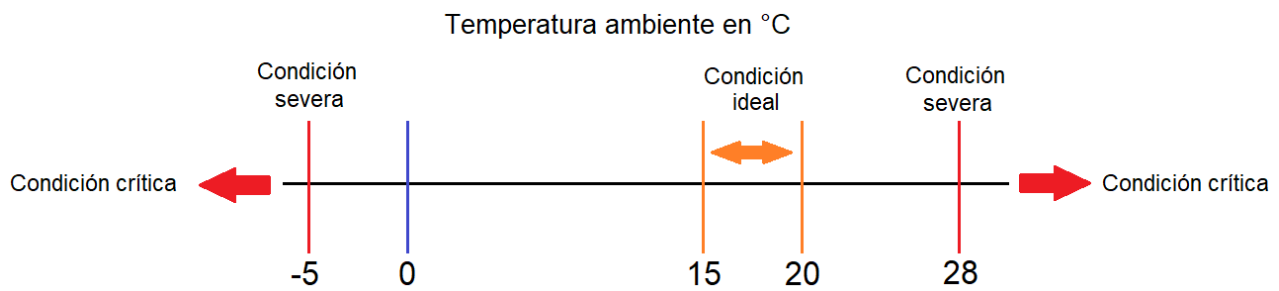 Temperatura ambiente en °C
Condición
severa
Condición
ideal
Condición
severa
Condición crítica
Condición crítica
-5
0
15
20
28